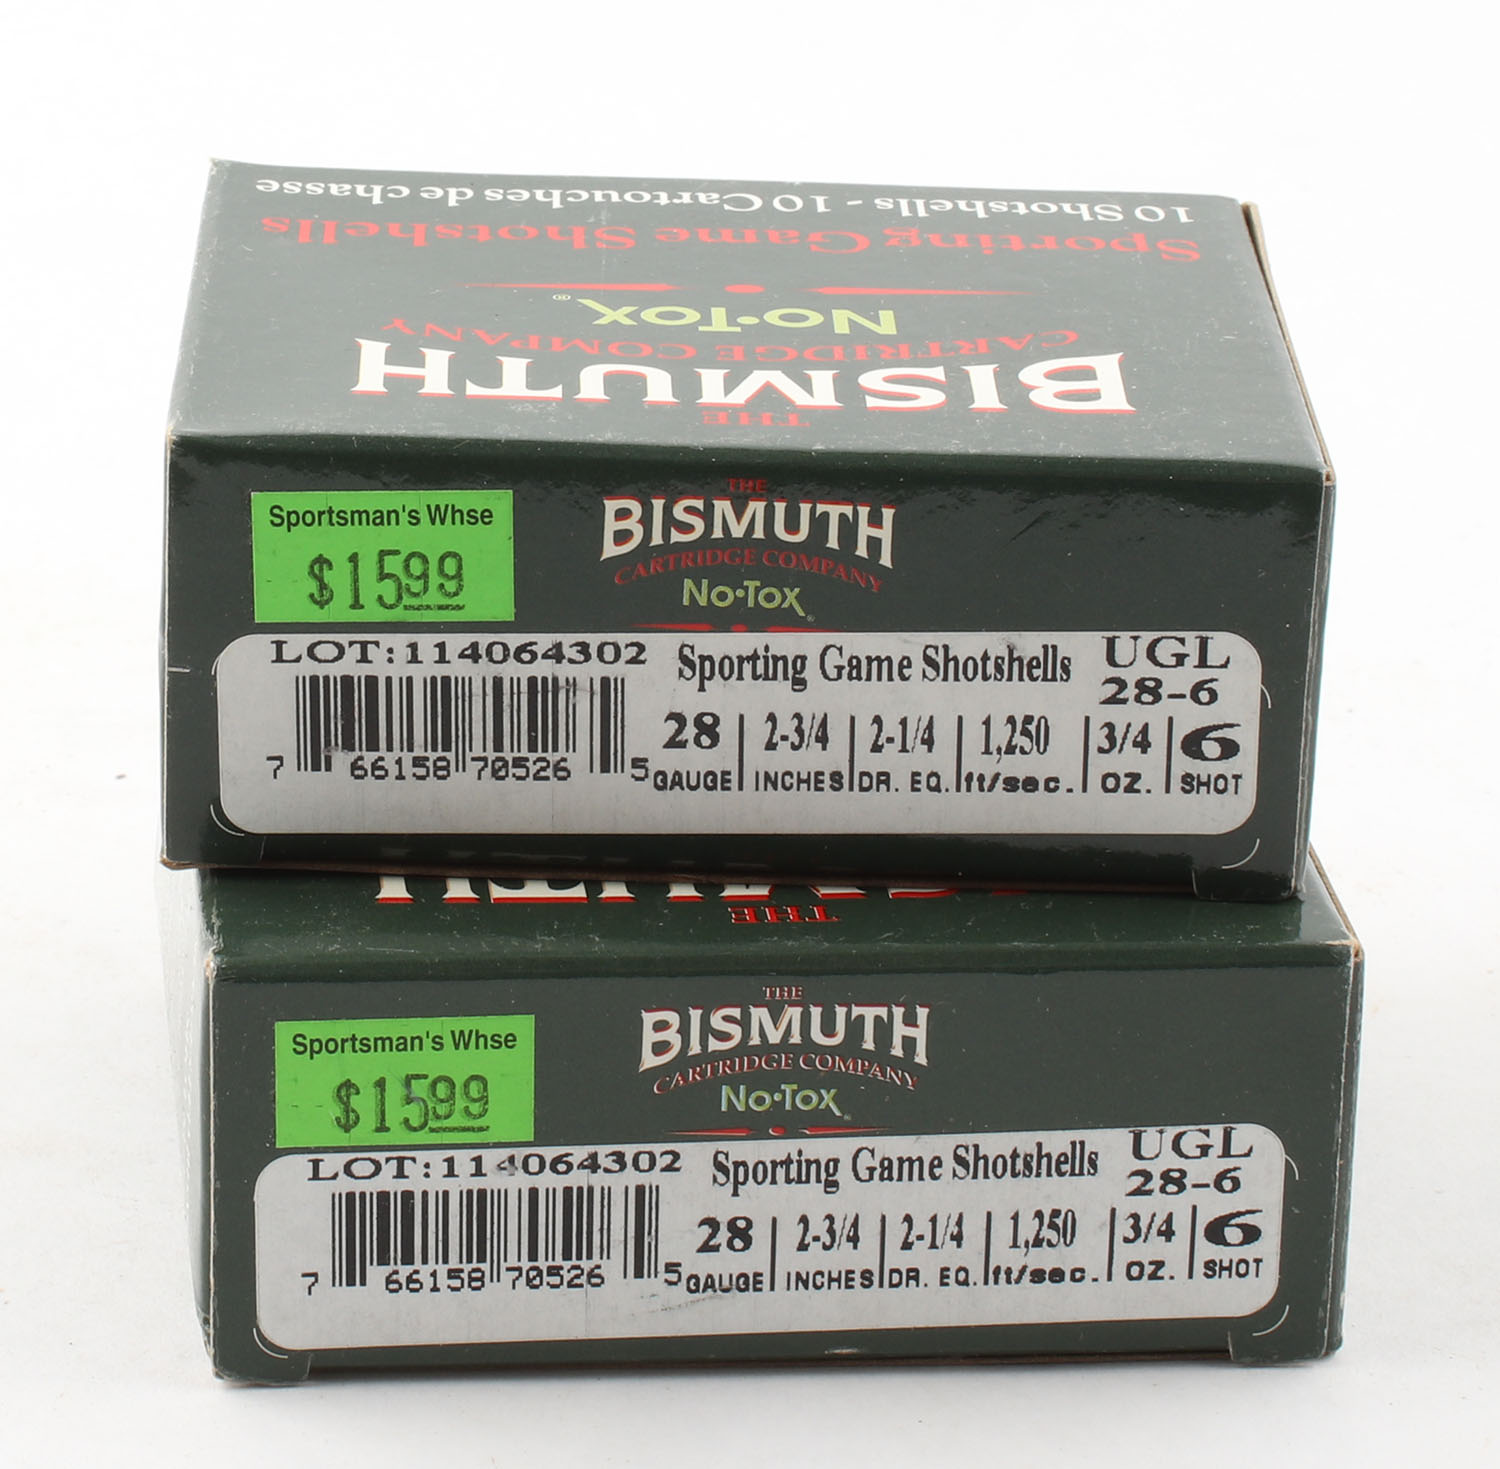 10 Shotshells - 10 Cartouches de chasse
Sporting Game Shotshells
No•Tox®
CARTRIDGE COMPANY
BISMUTH
THE
Sportsman's Whse
$15.99
THE
BISMUTH
CARTRIDGE COMPANY
No•Tox®
LOT:114064302 Sporting Game Shotshells UGL
28-6
28 | 2-3/4 | 2-1/4 | 1,250 | 3/4 | 6
GAUGE | INCHES | DR. EQ. | ft/sec. | OZ. | SHOT
7 66158 70526 5
THE
Sportsman's Whse
$15.99
THE
BISMUTH
CARTRIDGE COMPANY
No•Tox®
LOT:114064302 Sporting Game Shotshells UGL
28-6
28 | 2-3/4 | 2-1/4 | 1,250 | 3/4 | 6
GAUGE | INCHES | DR. EQ. | ft/sec. | OZ. | SHOT
7 66158 70526 5